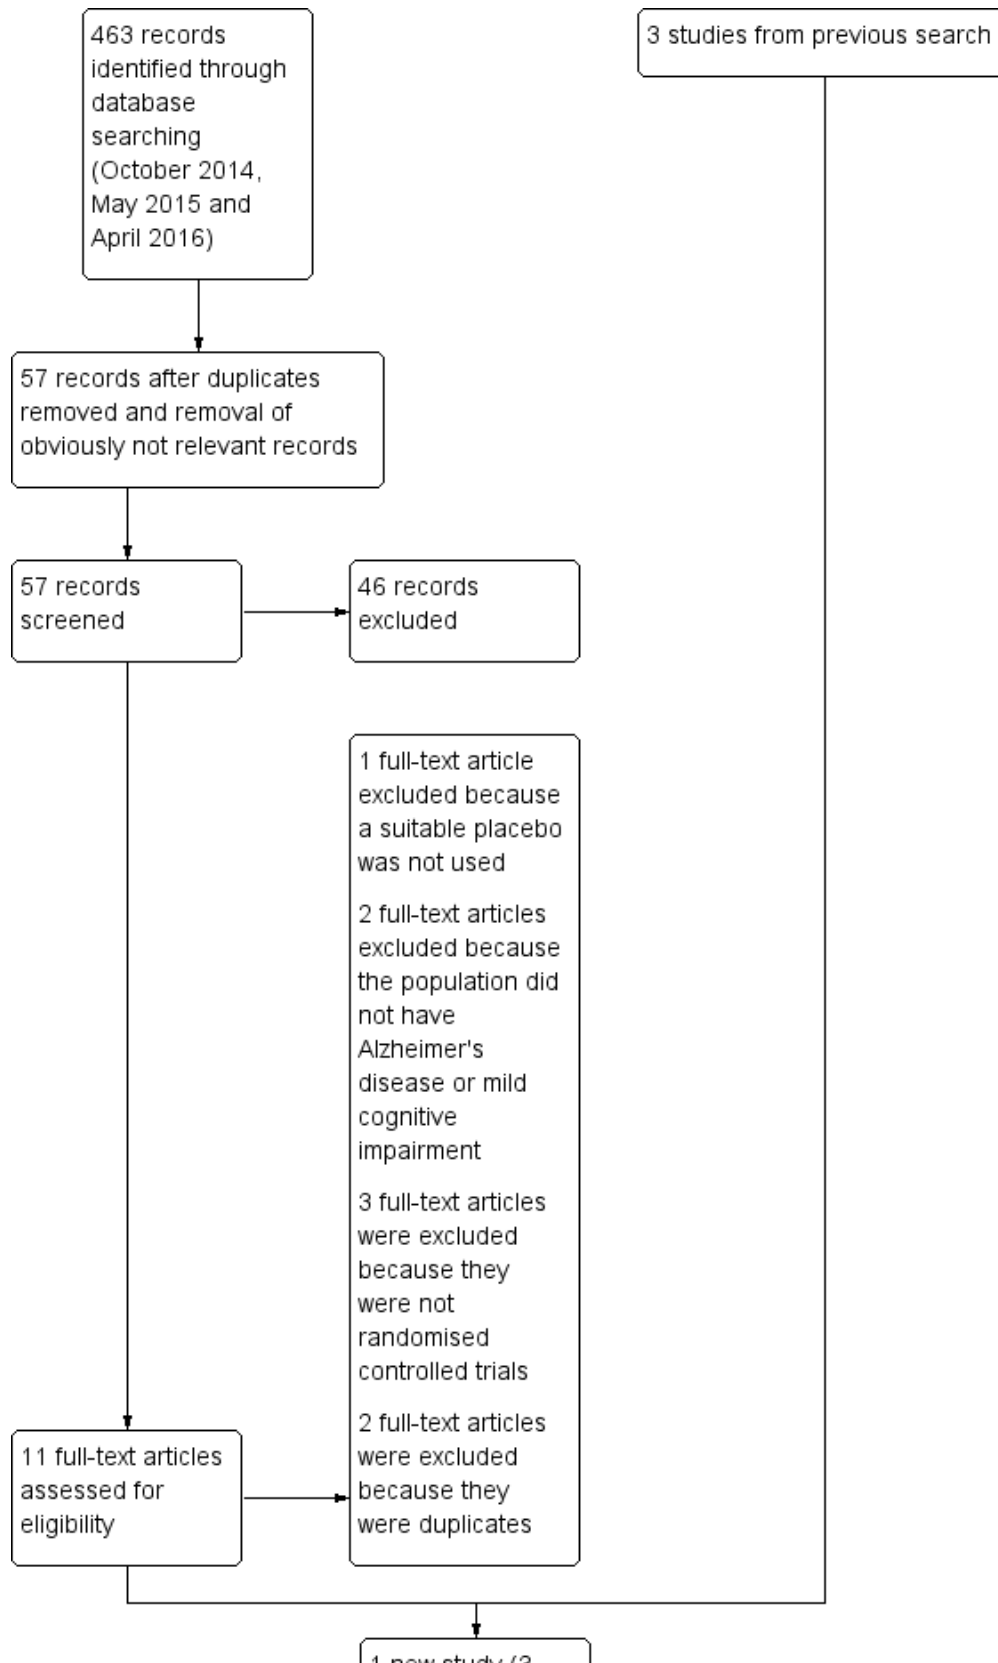 463 records
identified through
database
searching
(October 2014,
May 2015 and
April 2016)
3 studies from previous search
57 records after duplicates
removed and removal of
obviously not relevant records
57 records
screened
46 records
excluded
1 full-text article
excluded because
a suitable placebo
was not used
2 full-text articles
excluded because
the population did
not have
Alzheimer's
disease or mild
cognitive
impairment
3 full-text articles
were excluded
because they
were not
randomised
controlled trials
2 full-text articles
were excluded
because they
were duplicates
11 full-text articles
assessed for
eligibility
1 new study (3